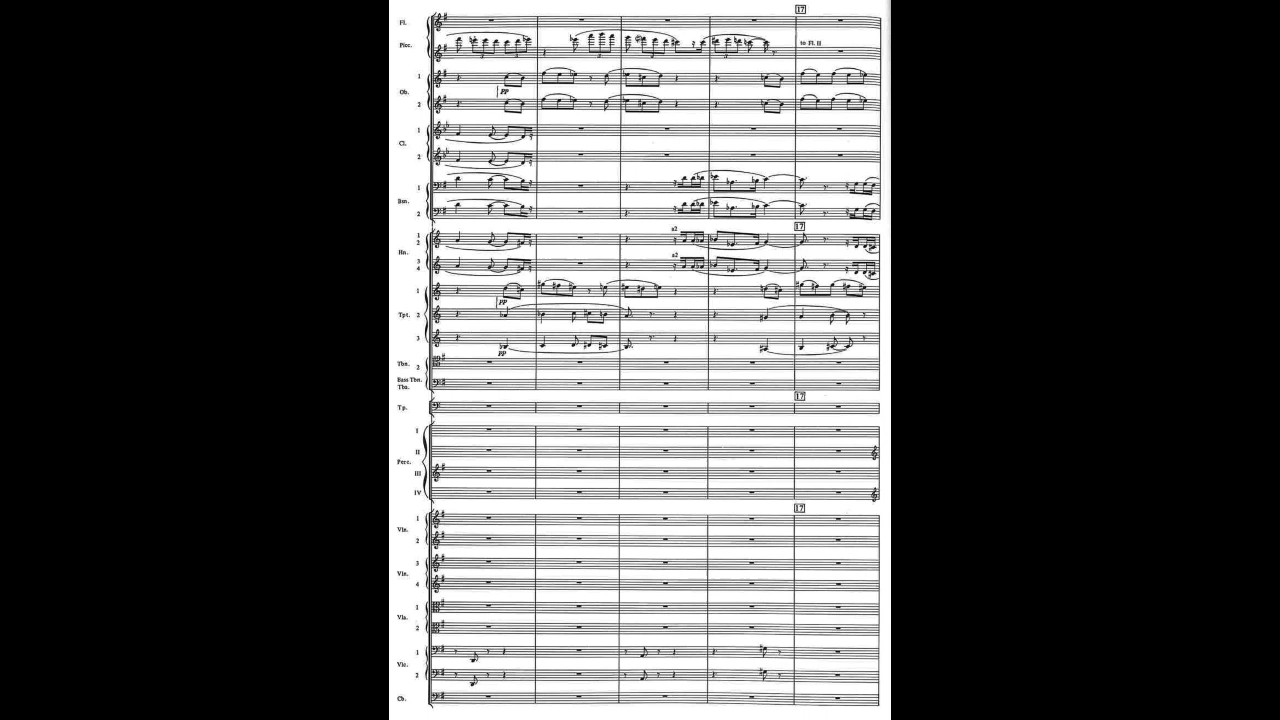 17
Fl.
Picc.
to Fl. II
1
Ob.
pp
2
1
Cl.
2
1
Bsn.
2
17
a2
1
2
Hn.
a2
3
4
1
pp
Tpt. 2
3
pp
Tbn. 2
Bass Tbn.
Tba.
17
Tp.
I
II
Perc.
III
IV
17
1
Vln.
2
3
Vln.
4
1
Vla.
2
1
Vlc.
2
Cb.